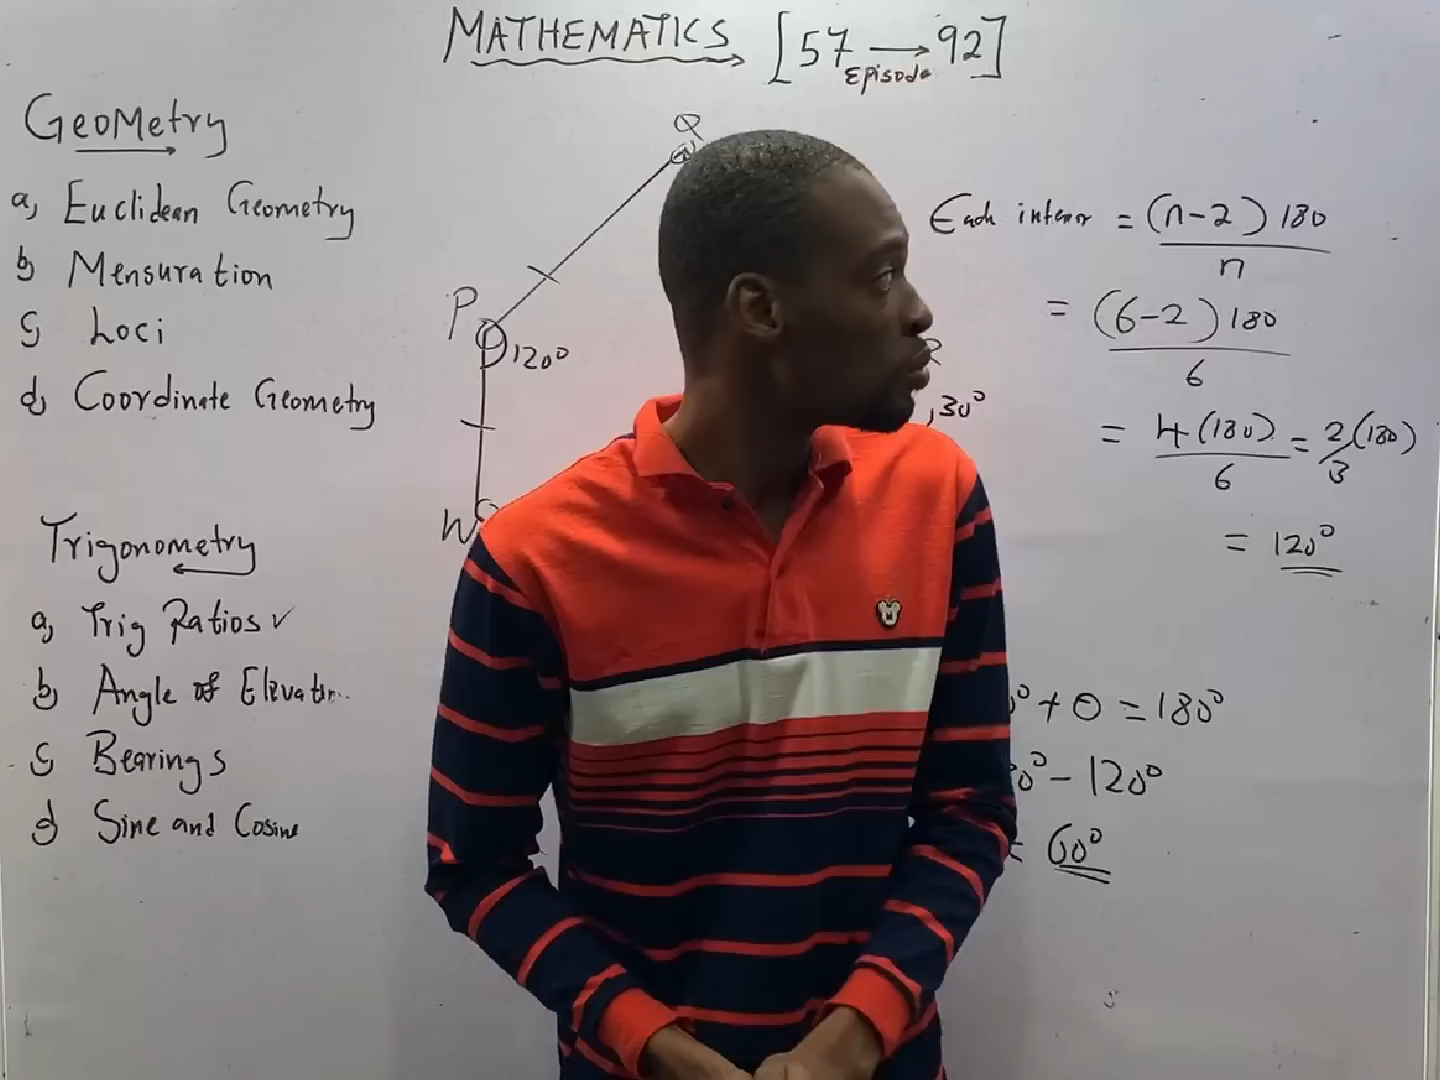 MATHEMATICS [57 → 92]
Episode
GeoMetry
a, Euclidean Geometry
b Mensuration
c, Loci
d, Coordinate Geometry
Trigonometry
a, Trig Ratios ✓
b, Angle of Elevatn..
c, Bearings
d Sine and Cosine
Q
P
120°
W
R
30°
Each interior = (n-2)180
n
= (6-2)180
6
= 4(180) = 2(180)
6 3
= 120°
° + θ = 180°
0° - 120°
= 60°